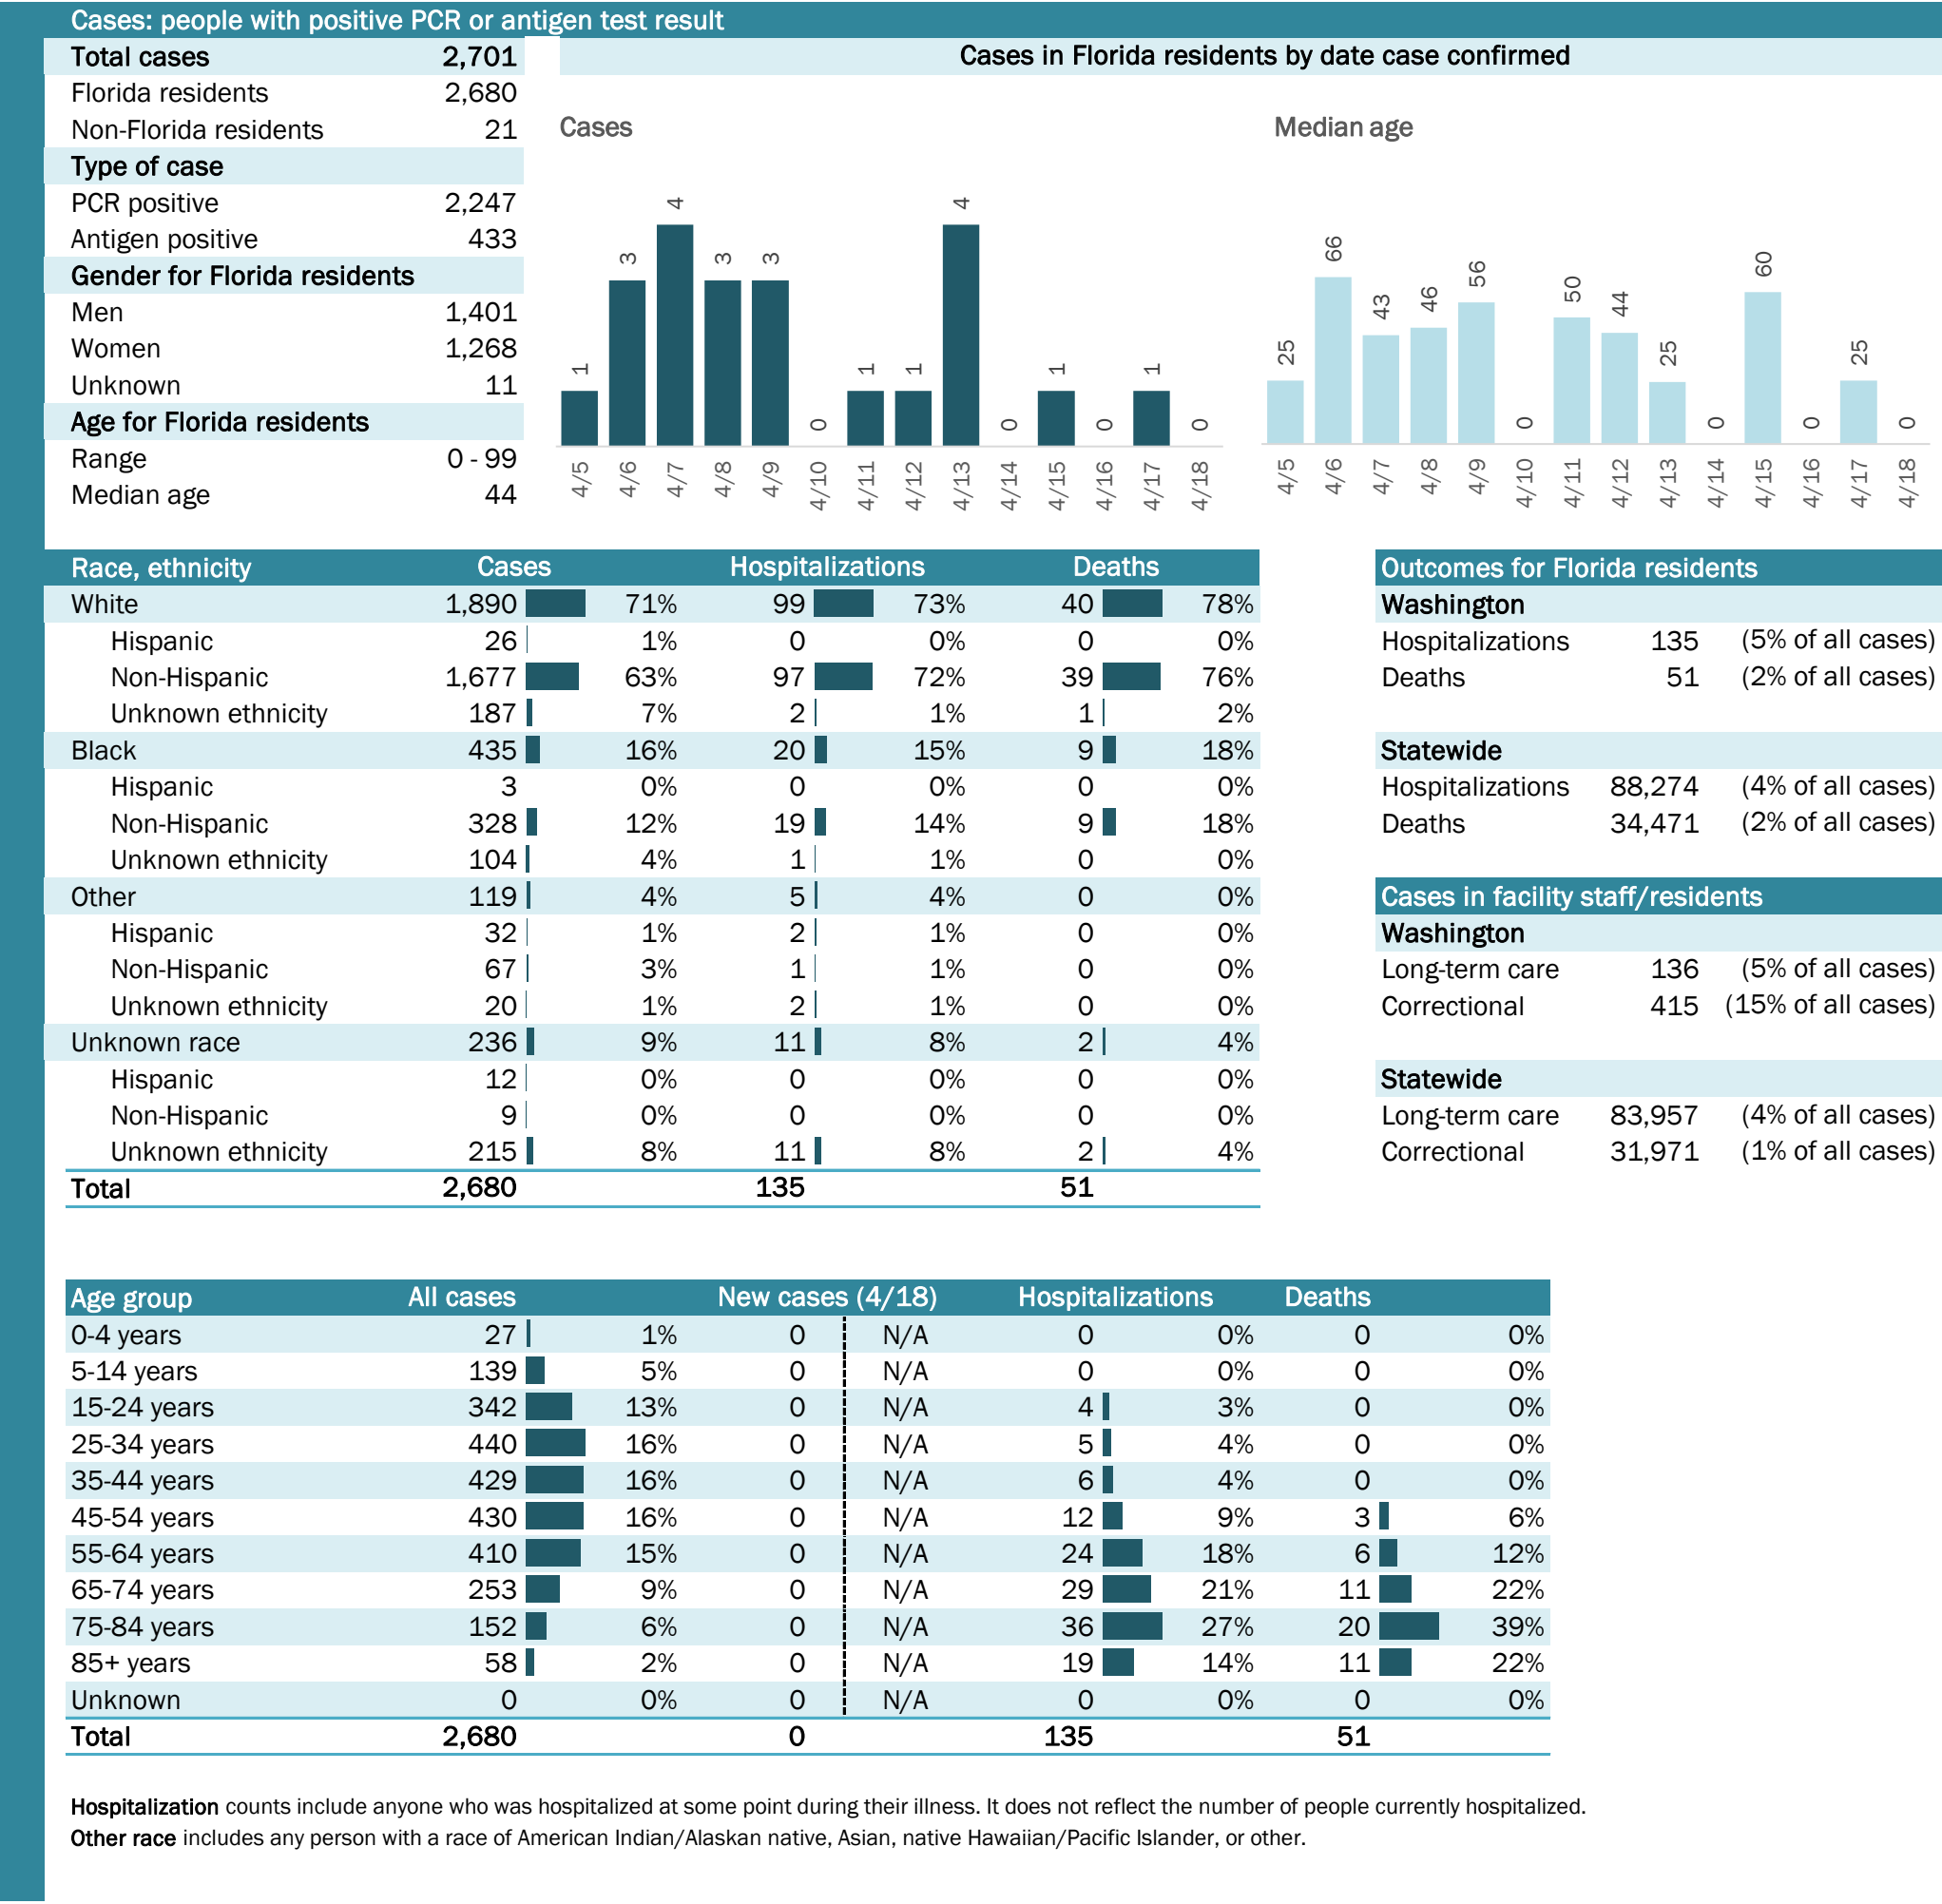 Cases: people with positive PCR or antigen test result
Total cases 2,701
Florida residents 2,680
Non-Florida residents 21
Type of case
PCR positive 2,247
Antigen positive 433
Gender for Florida residents
Men 1,401
Women 1,268
Unknown 11
Age for Florida residents
Range 0 - 99
Median age 44
Cases in Florida residents by date case confirmed
Cases
1 3 4 3 3 0 1 1 4 0 1 0 1 0
4/5 4/6 4/7 4/8 4/9 4/10 4/11 4/12 4/13 4/14 4/15 4/16 4/17 4/18
Median age
25 66 43 46 56 0 50 44 25 0 60 0 25 0
4/5 4/6 4/7 4/8 4/9 4/10 4/11 4/12 4/13 4/14 4/15 4/16 4/17 4/18
Race, ethnicity Cases Hospitalizations Deaths
White 1,890 71% 99 73% 40 78%
Hispanic 26 1% 0 0% 0 0%
Non-Hispanic 1,677 63% 97 72% 39 76%
Unknown ethnicity 187 7% 2 1% 1 2%
Black 435 16% 20 15% 9 18%
Hispanic 3 0% 0 0% 0 0%
Non-Hispanic 328 12% 19 14% 9 18%
Unknown ethnicity 104 4% 1 1% 0 0%
Other 119 4% 5 4% 0 0%
Hispanic 32 1% 2 1% 0 0%
Non-Hispanic 67 3% 1 1% 0 0%
Unknown ethnicity 20 1% 2 1% 0 0%
Unknown race 236 9% 11 8% 2 4%
Hispanic 12 0% 0 0% 0 0%
Non-Hispanic 9 0% 0 0% 0 0%
Unknown ethnicity 215 8% 11 8% 2 4%
Total 2,680 135 51
Outcomes for Florida residents
Washington
Hospitalizations 135 (5% of all cases)
Deaths 51 (2% of all cases)
Statewide
Hospitalizations 88,274 (4% of all cases)
Deaths 34,471 (2% of all cases)
Cases in facility staff/residents
Washington
Long-term care 136 (5% of all cases)
Correctional 415 (15% of all cases)
Statewide
Long-term care 83,957 (4% of all cases)
Correctional 31,971 (1% of all cases)
Age group All cases New cases (4/18) Hospitalizations Deaths
0-4 years 27 1% 0 N/A 0 0% 0 0%
5-14 years 139 5% 0 N/A 0 0% 0 0%
15-24 years 342 13% 0 N/A 4 3% 0 0%
25-34 years 440 16% 0 N/A 5 4% 0 0%
35-44 years 429 16% 0 N/A 6 4% 0 0%
45-54 years 430 16% 0 N/A 12 9% 3 6%
55-64 years 410 15% 0 N/A 24 18% 6 12%
65-74 years 253 9% 0 N/A 29 21% 11 22%
75-84 years 152 6% 0 N/A 36 27% 20 39%
85+ years 58 2% 0 N/A 19 14% 11 22%
Unknown 0 0% 0 N/A 0 0% 0 0%
Total 2,680 0 135 51
Hospitalization counts include anyone who was hospitalized at some point during their illness. It does not reflect the number of people currently hospitalized.
Other race includes any person with a race of American Indian/Alaskan native, Asian, native Hawaiian/Pacific Islander, or other.